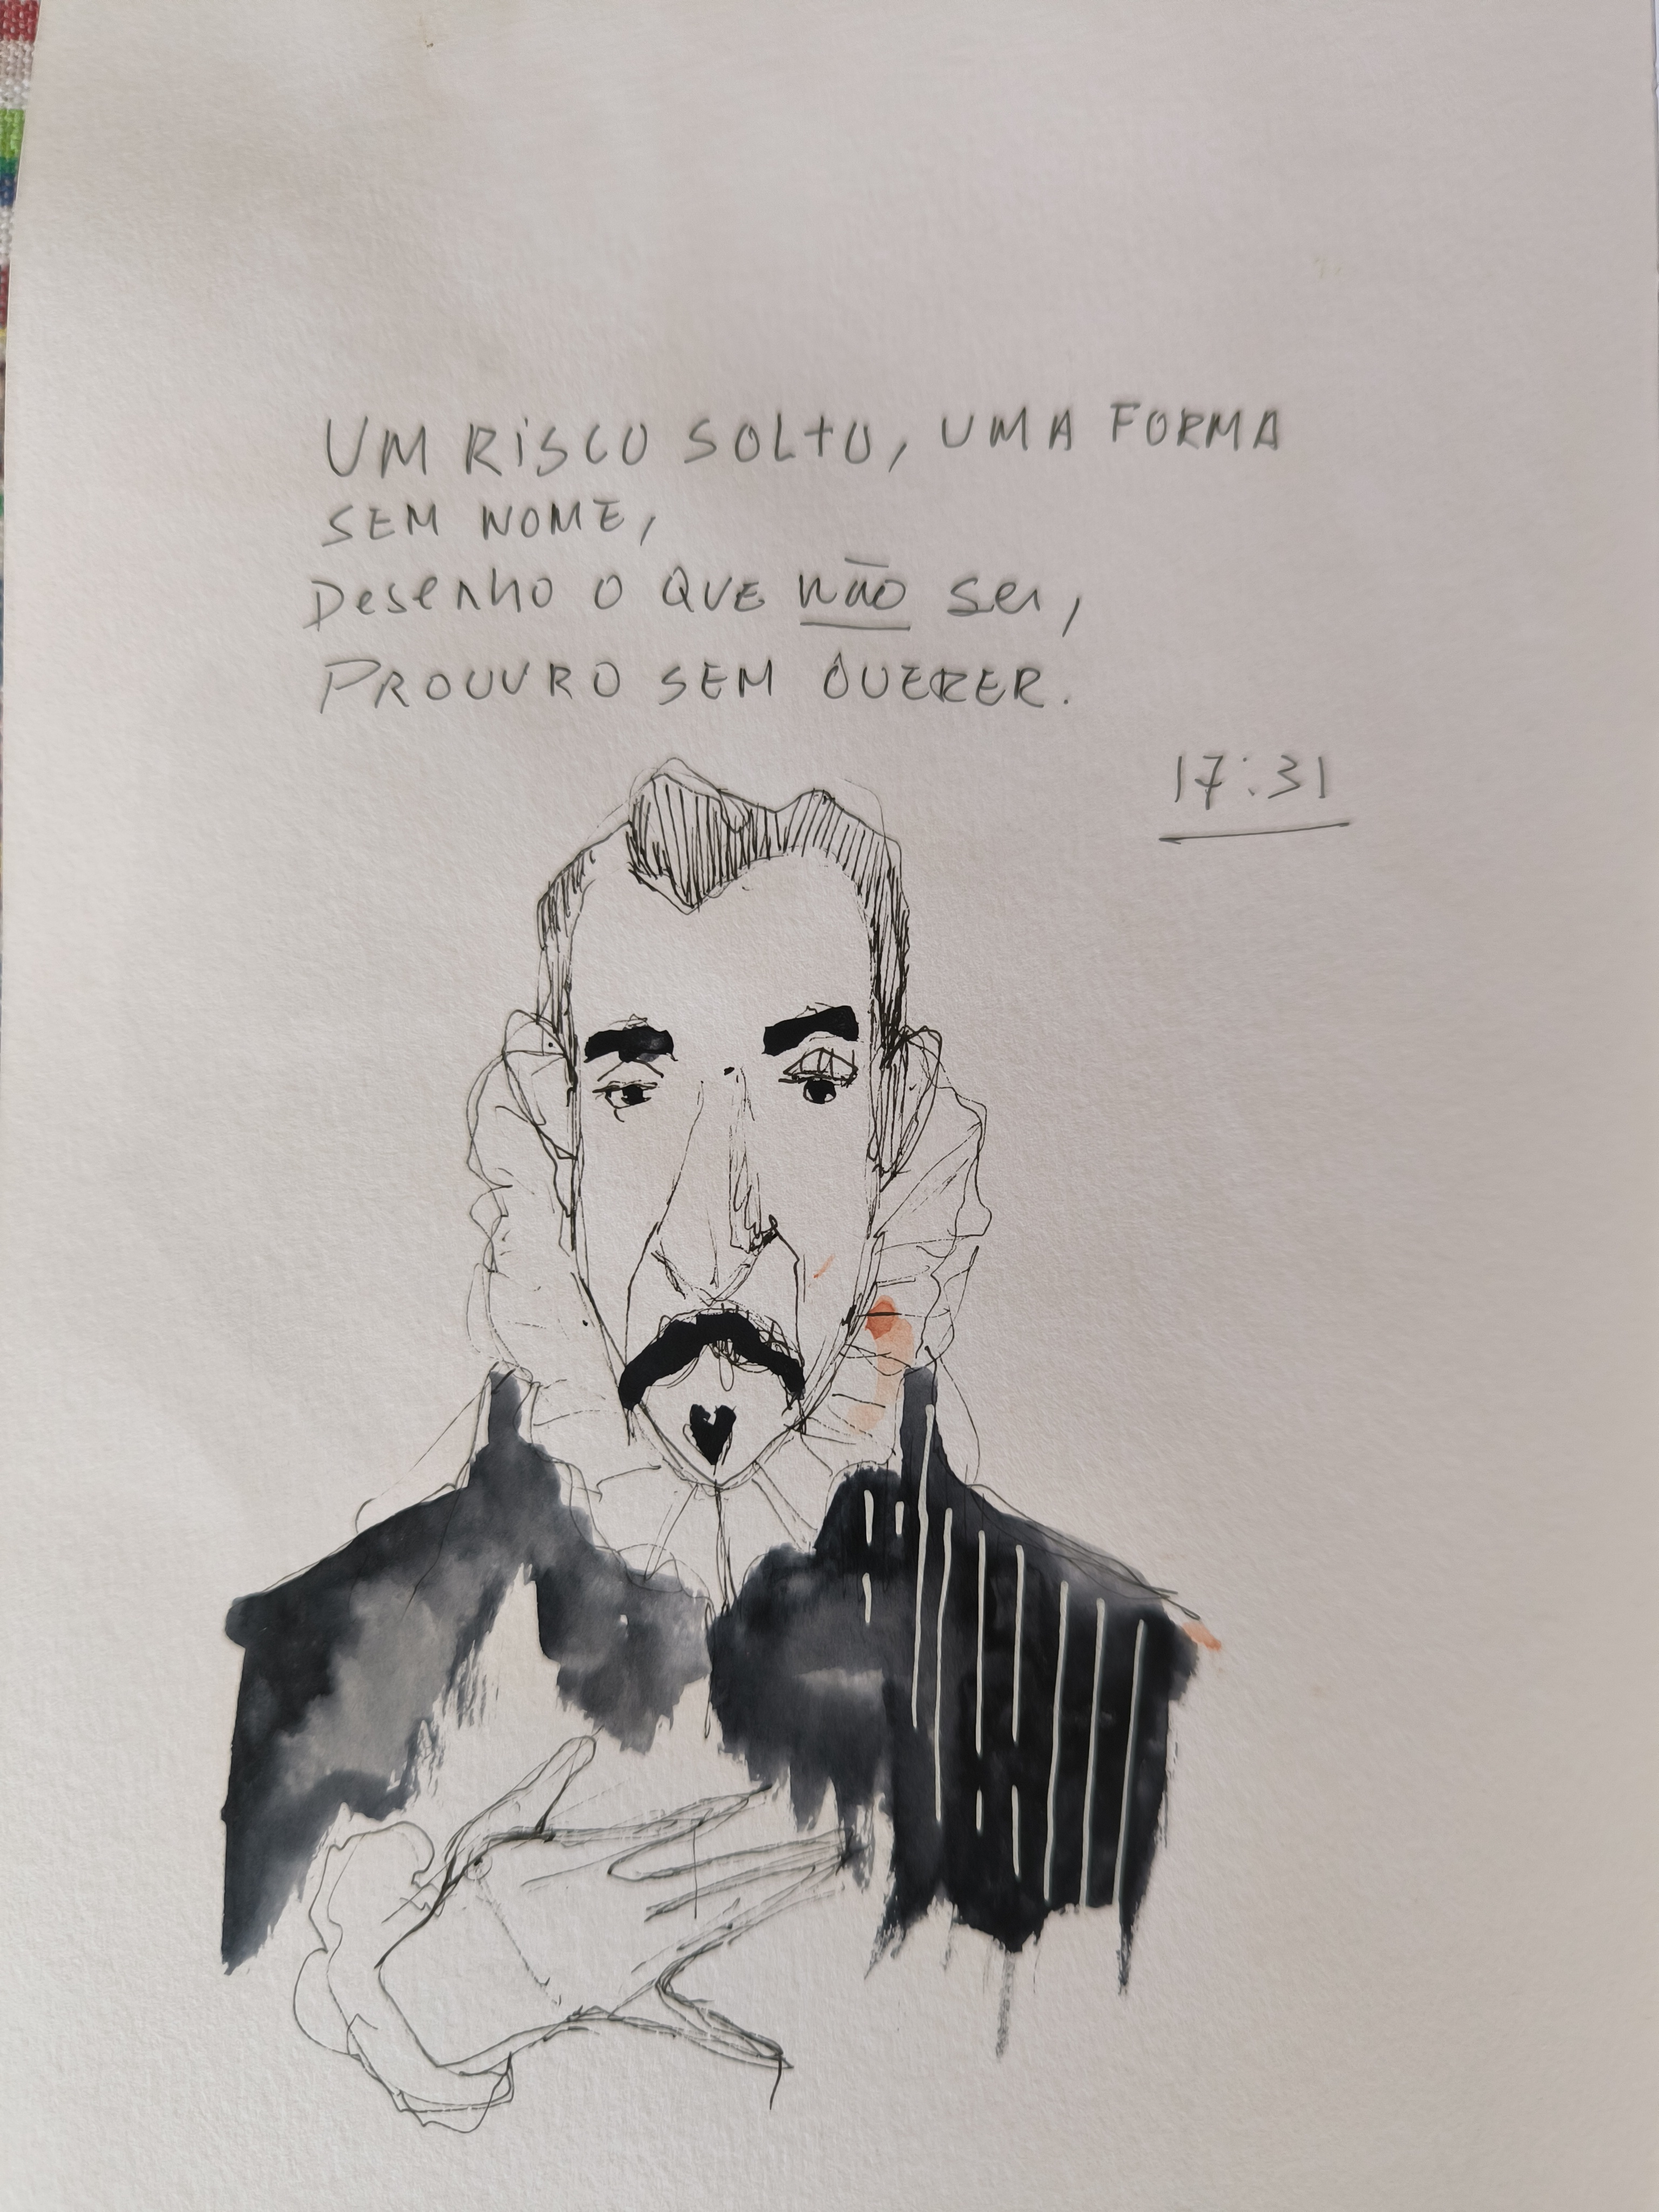 UM RISCO SOLTO, UMA FORMA
SEM NOME,
Desenho o QUE não sei,
PROCURO SEM QUERER.
17:31